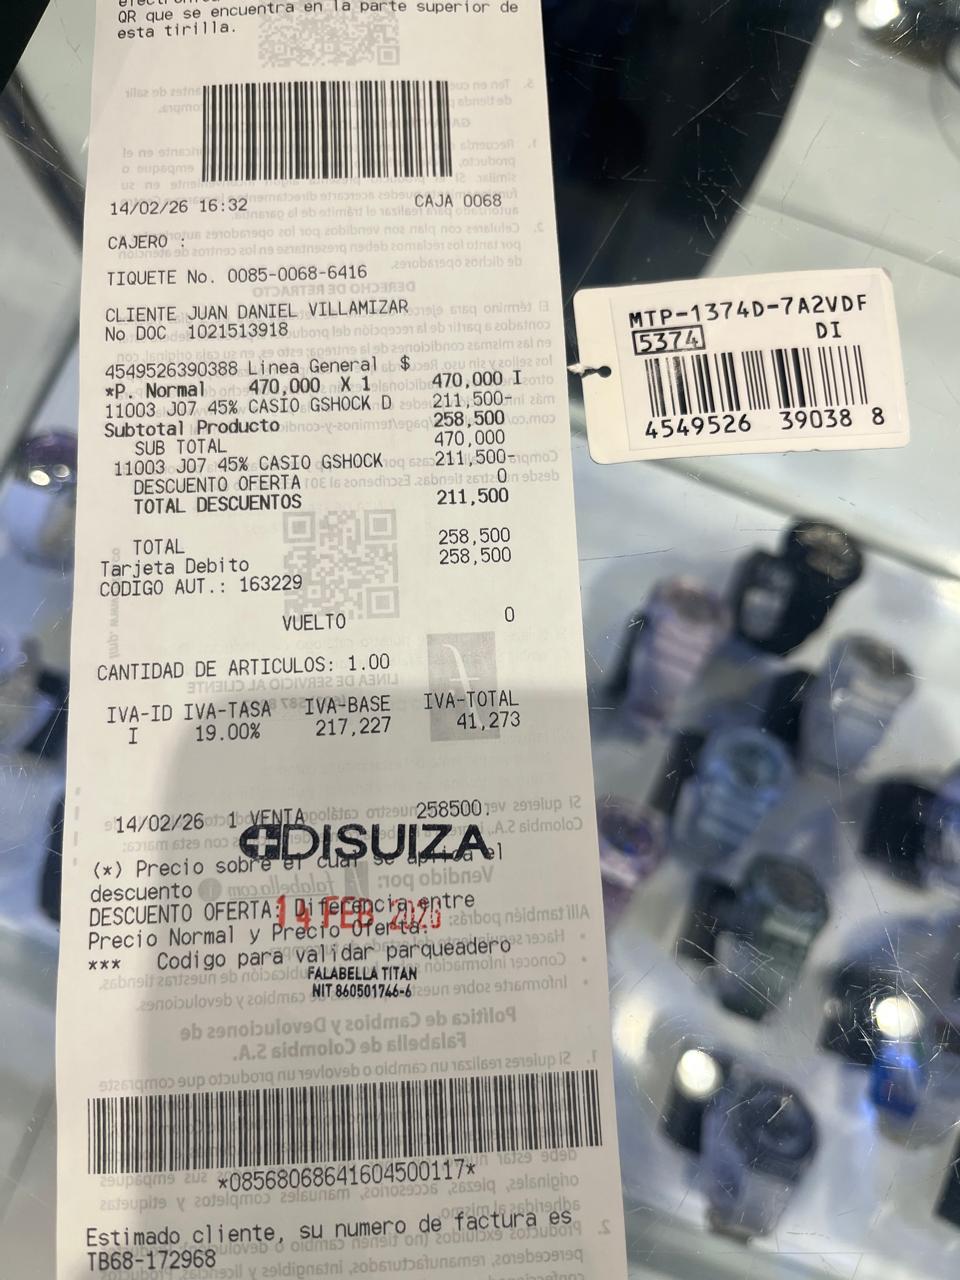 QR que se encuentra en la parte superior de
esta tirilla.
14/02/26 16:32 CAJA 0068
CAJERO :
TIQUETE No. 0085-0068-6416
CLIENTE JUAN DANIEL VILLAMIZAR
No DOC 1021513918
4549526390388 Linea General $
*P. Normal 470,000 X 1 470,000 I
11003 J07 45% CASIO GSHOCK D 211,500-
Subtotal Producto 258,500
SUB TOTAL 470,000
11003 J07 45% CASIO GSHOCK 211,500-
DESCUENTO OFERTA 0
TOTAL DESCUENTOS 211,500
TOTAL 258,500
Tarjeta Debito 258,500
CODIGO AUT.: 163229
VUELTO 0
CANTIDAD DE ARTICULOS: 1.00
IVA-ID IVA-TASA IVA-BASE IVA-TOTAL
I 19.00% 217,227 41,273
14/02/26 1 VENTA 258500
DISUIZA
(*) Precio sobre el cual se aplica el
descuento
DESCUENTO OFERTA: Diferencia entre
14 FEB 2026
Precio Normal y Precio Oferta.
*** Codigo para validar parqueadero
FALABELLA TITAN
NIT 860501746-6
*08568068641604500117*
Estimado cliente, su numero de factura es
TB68-172968
MTP-1374D-7A2VDF
5374 DI
4549526 39038 8